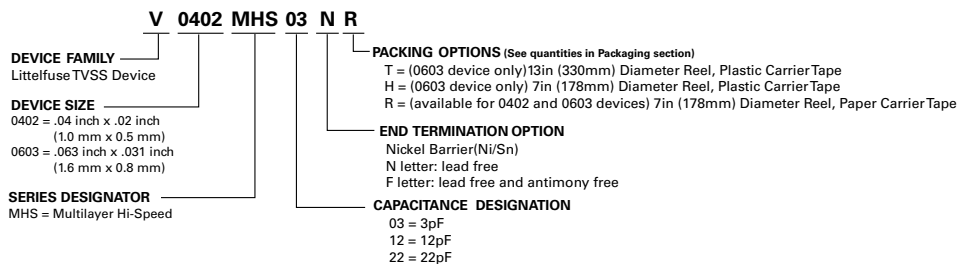 V 0402 MHS 03 N R
DEVICE FAMILY
Littelfuse TVSS Device
DEVICE SIZE
0402 = .04 inch x .02 inch
(1.0 mm x 0.5 mm)
0603 = .063 inch x .031 inch
(1.6 mm x 0.8 mm)
SERIES DESIGNATOR
MHS = Multilayer Hi-Speed
PACKING OPTIONS (See quantities in Packaging section)
T = (0603 device only)13in (330mm) Diameter Reel, Plastic Carrier Tape
H = (0603 device only) 7in (178mm) Diameter Reel, Plastic Carrier Tape
R = (available for 0402 and 0603 devices) 7in (178mm) Diameter Reel, Paper Carrier Tape
END TERMINATION OPTION
Nickel Barrier(Ni/Sn)
N letter: lead free
F letter: lead free and antimony free
CAPACITANCE DESIGNATION
03 = 3pF
12 = 12pF
22 = 22pF